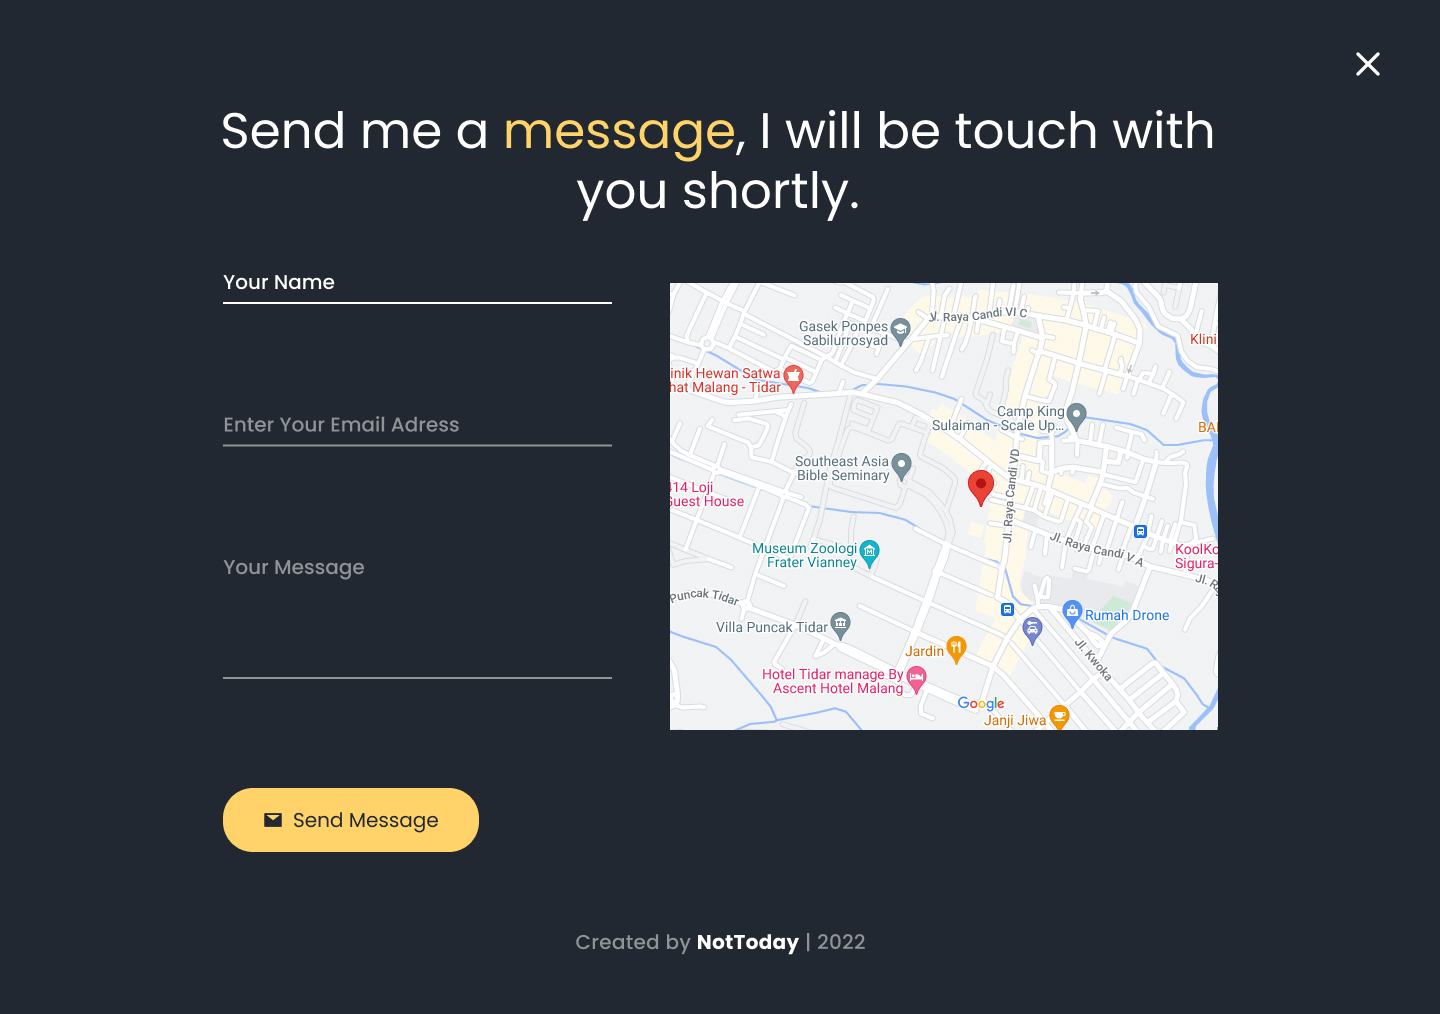 Send me a message, I will be touch with
you shortly.
Your Name
Enter Your Email Adress
Your Message
Send Message
Gasek Ponpes
Sabilurrosyad
Jl. Raya Candi VI C
Klini
inik Hewan Satwa
hat Malang - Tidar
Camp King
Sulaiman - Scale Up...
BA
Southeast Asia
Bible Seminary
Jl. Raya Candi VD
414 Loji
Guest House
Museum Zoologi
Frater Vianney
Jl. Raya Candi V A
KoolKo
Sigura-
Jl. Ra
Puncak Tidar
Villa Puncak Tidar
Rumah Drone
Jardin
Jl. Kwoka
Hotel Tidar manage By
Ascent Hotel Malang
Google
Janji Jiwa
Created by NotToday | 2022